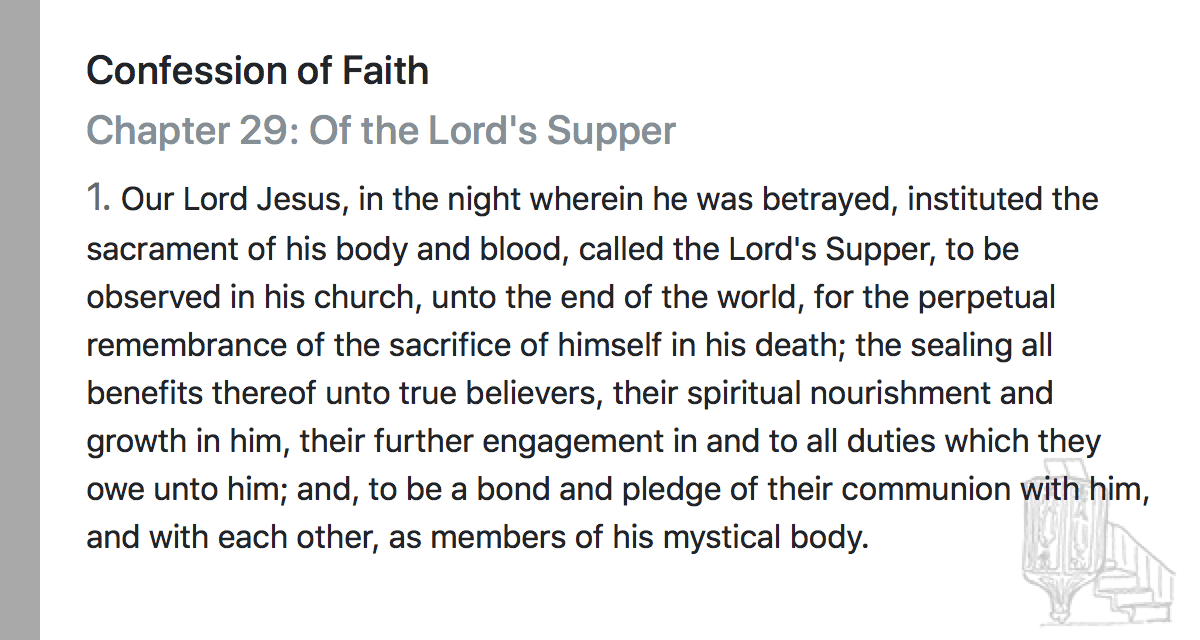 Confession of Faith
Chapter 29: Of the Lord's Supper
1. Our Lord Jesus, in the night wherein he was betrayed, instituted the
sacrament of his body and blood, called the Lord's Supper, to be
observed in his church, unto the end of the world, for the perpetual
remembrance of the sacrifice of himself in his death; the sealing all
benefits thereof unto true believers, their spiritual nourishment and
growth in him, their further engagement in and to all duties which they
owe unto him; and, to be a bond and pledge of their communion with him,
and with each other, as members of his mystical body.